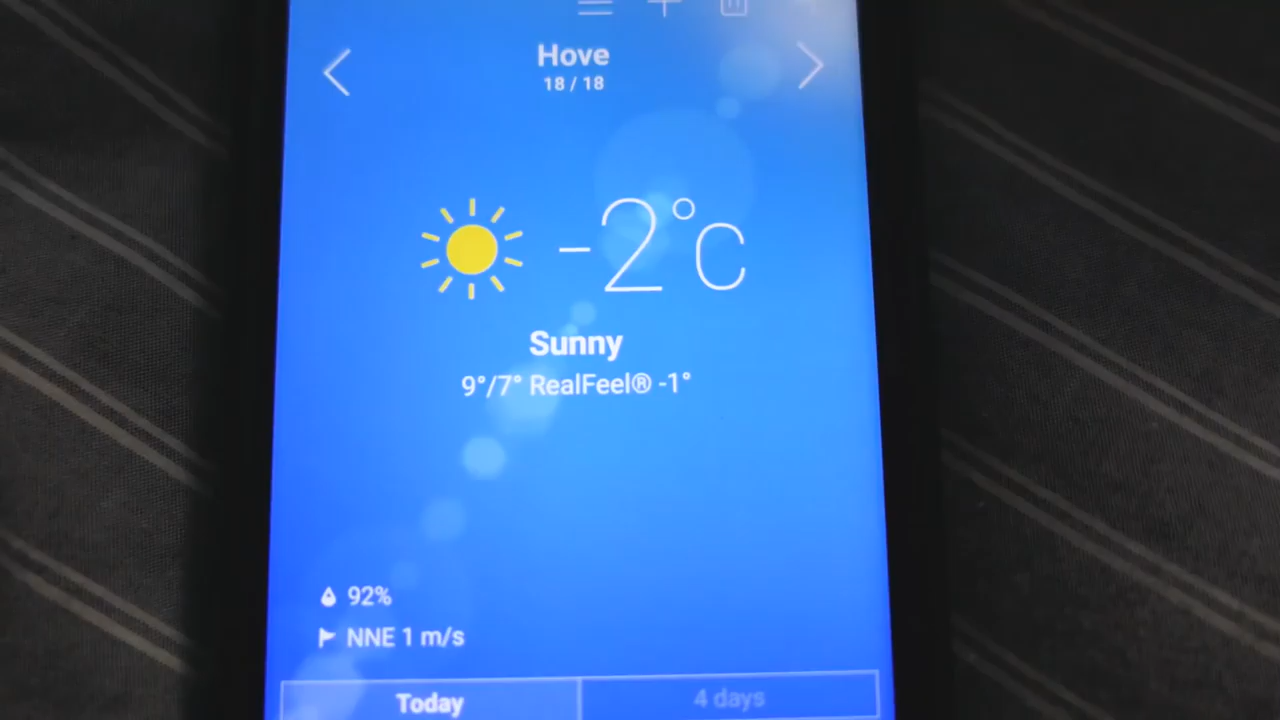 Hove
18 / 18
-2°C
Sunny
9°/7° RealFeel® -1°
92%
NNE 1 m/s
Today
4 days